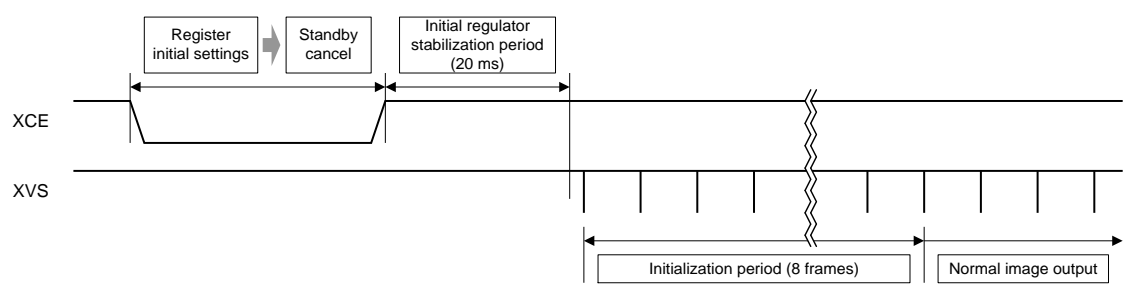 Register
initial settings
Standby
cancel
Initial regulator
stabilization period
(20 ms)
XCE
XVS
Initialization period (8 frames)
Normal image output